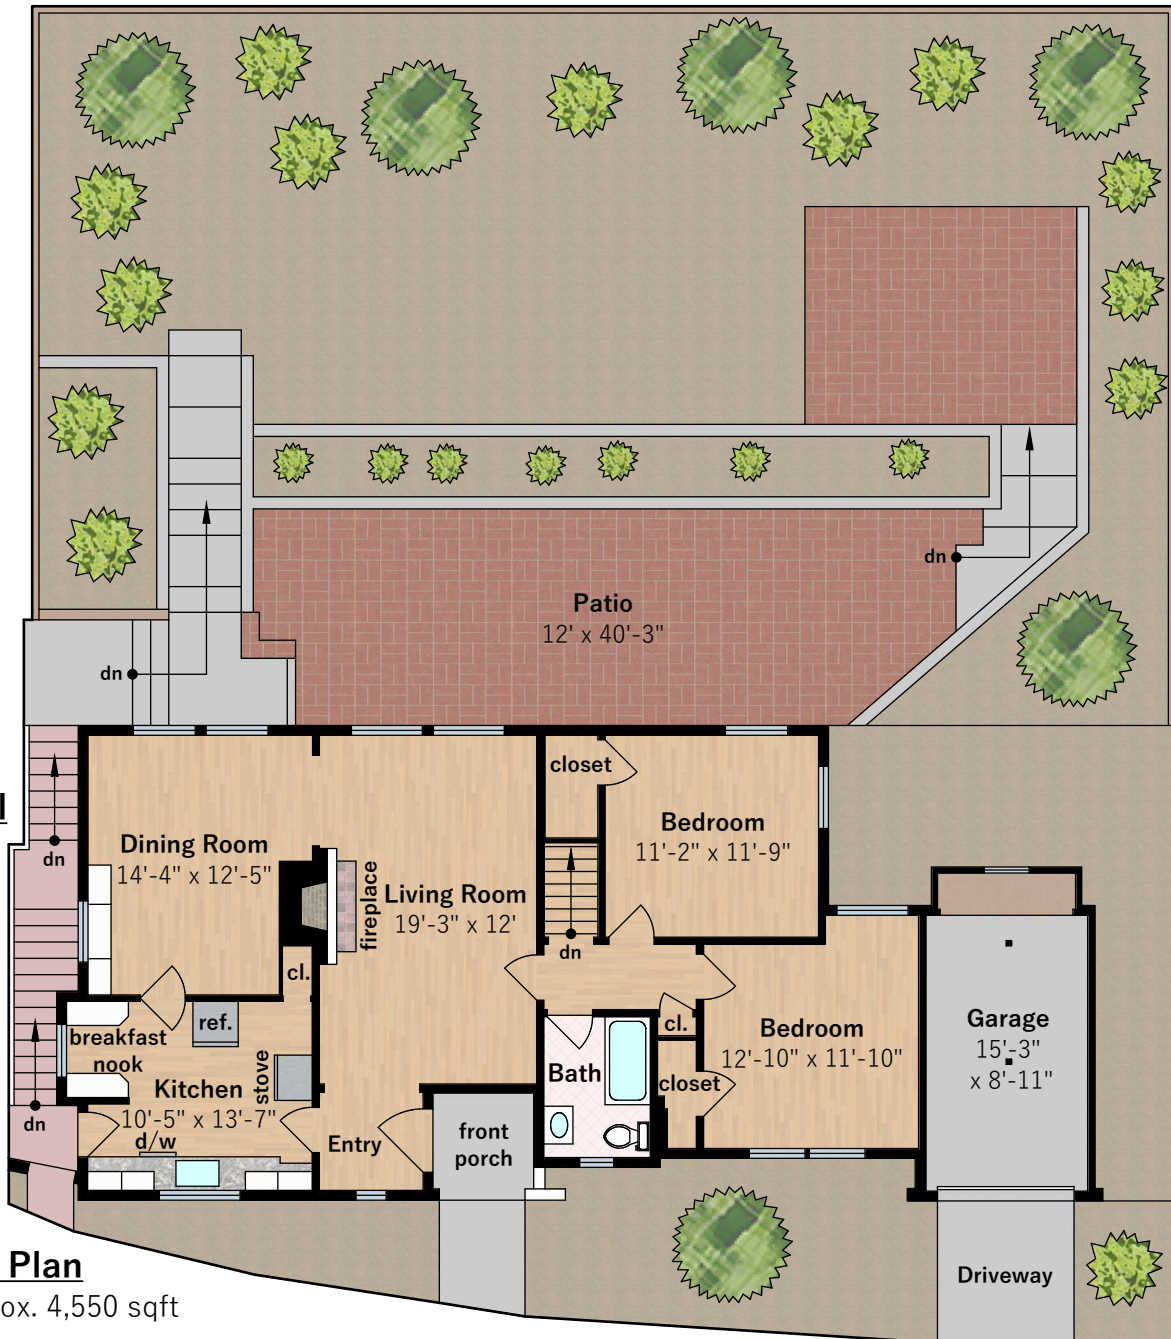 Patio
12' x 40'-3"
dn
dn
closet
Bedroom
11'-2" x 11'-9"
Dining Room
14'-4" x 12'-5"
dn
fireplace
Living Room
19'-3" x 12'
dn
cl.
ref.
breakfast
nook
stove
Kitchen
10'-5" x 13'-7"
d/w
dn
Entry
front
porch
Bath
cl.
closet
Bedroom
12'-10" x 11'-10"
Garage
15'-3"
x 8'-11"
Plan
4,550 sqft
Driveway